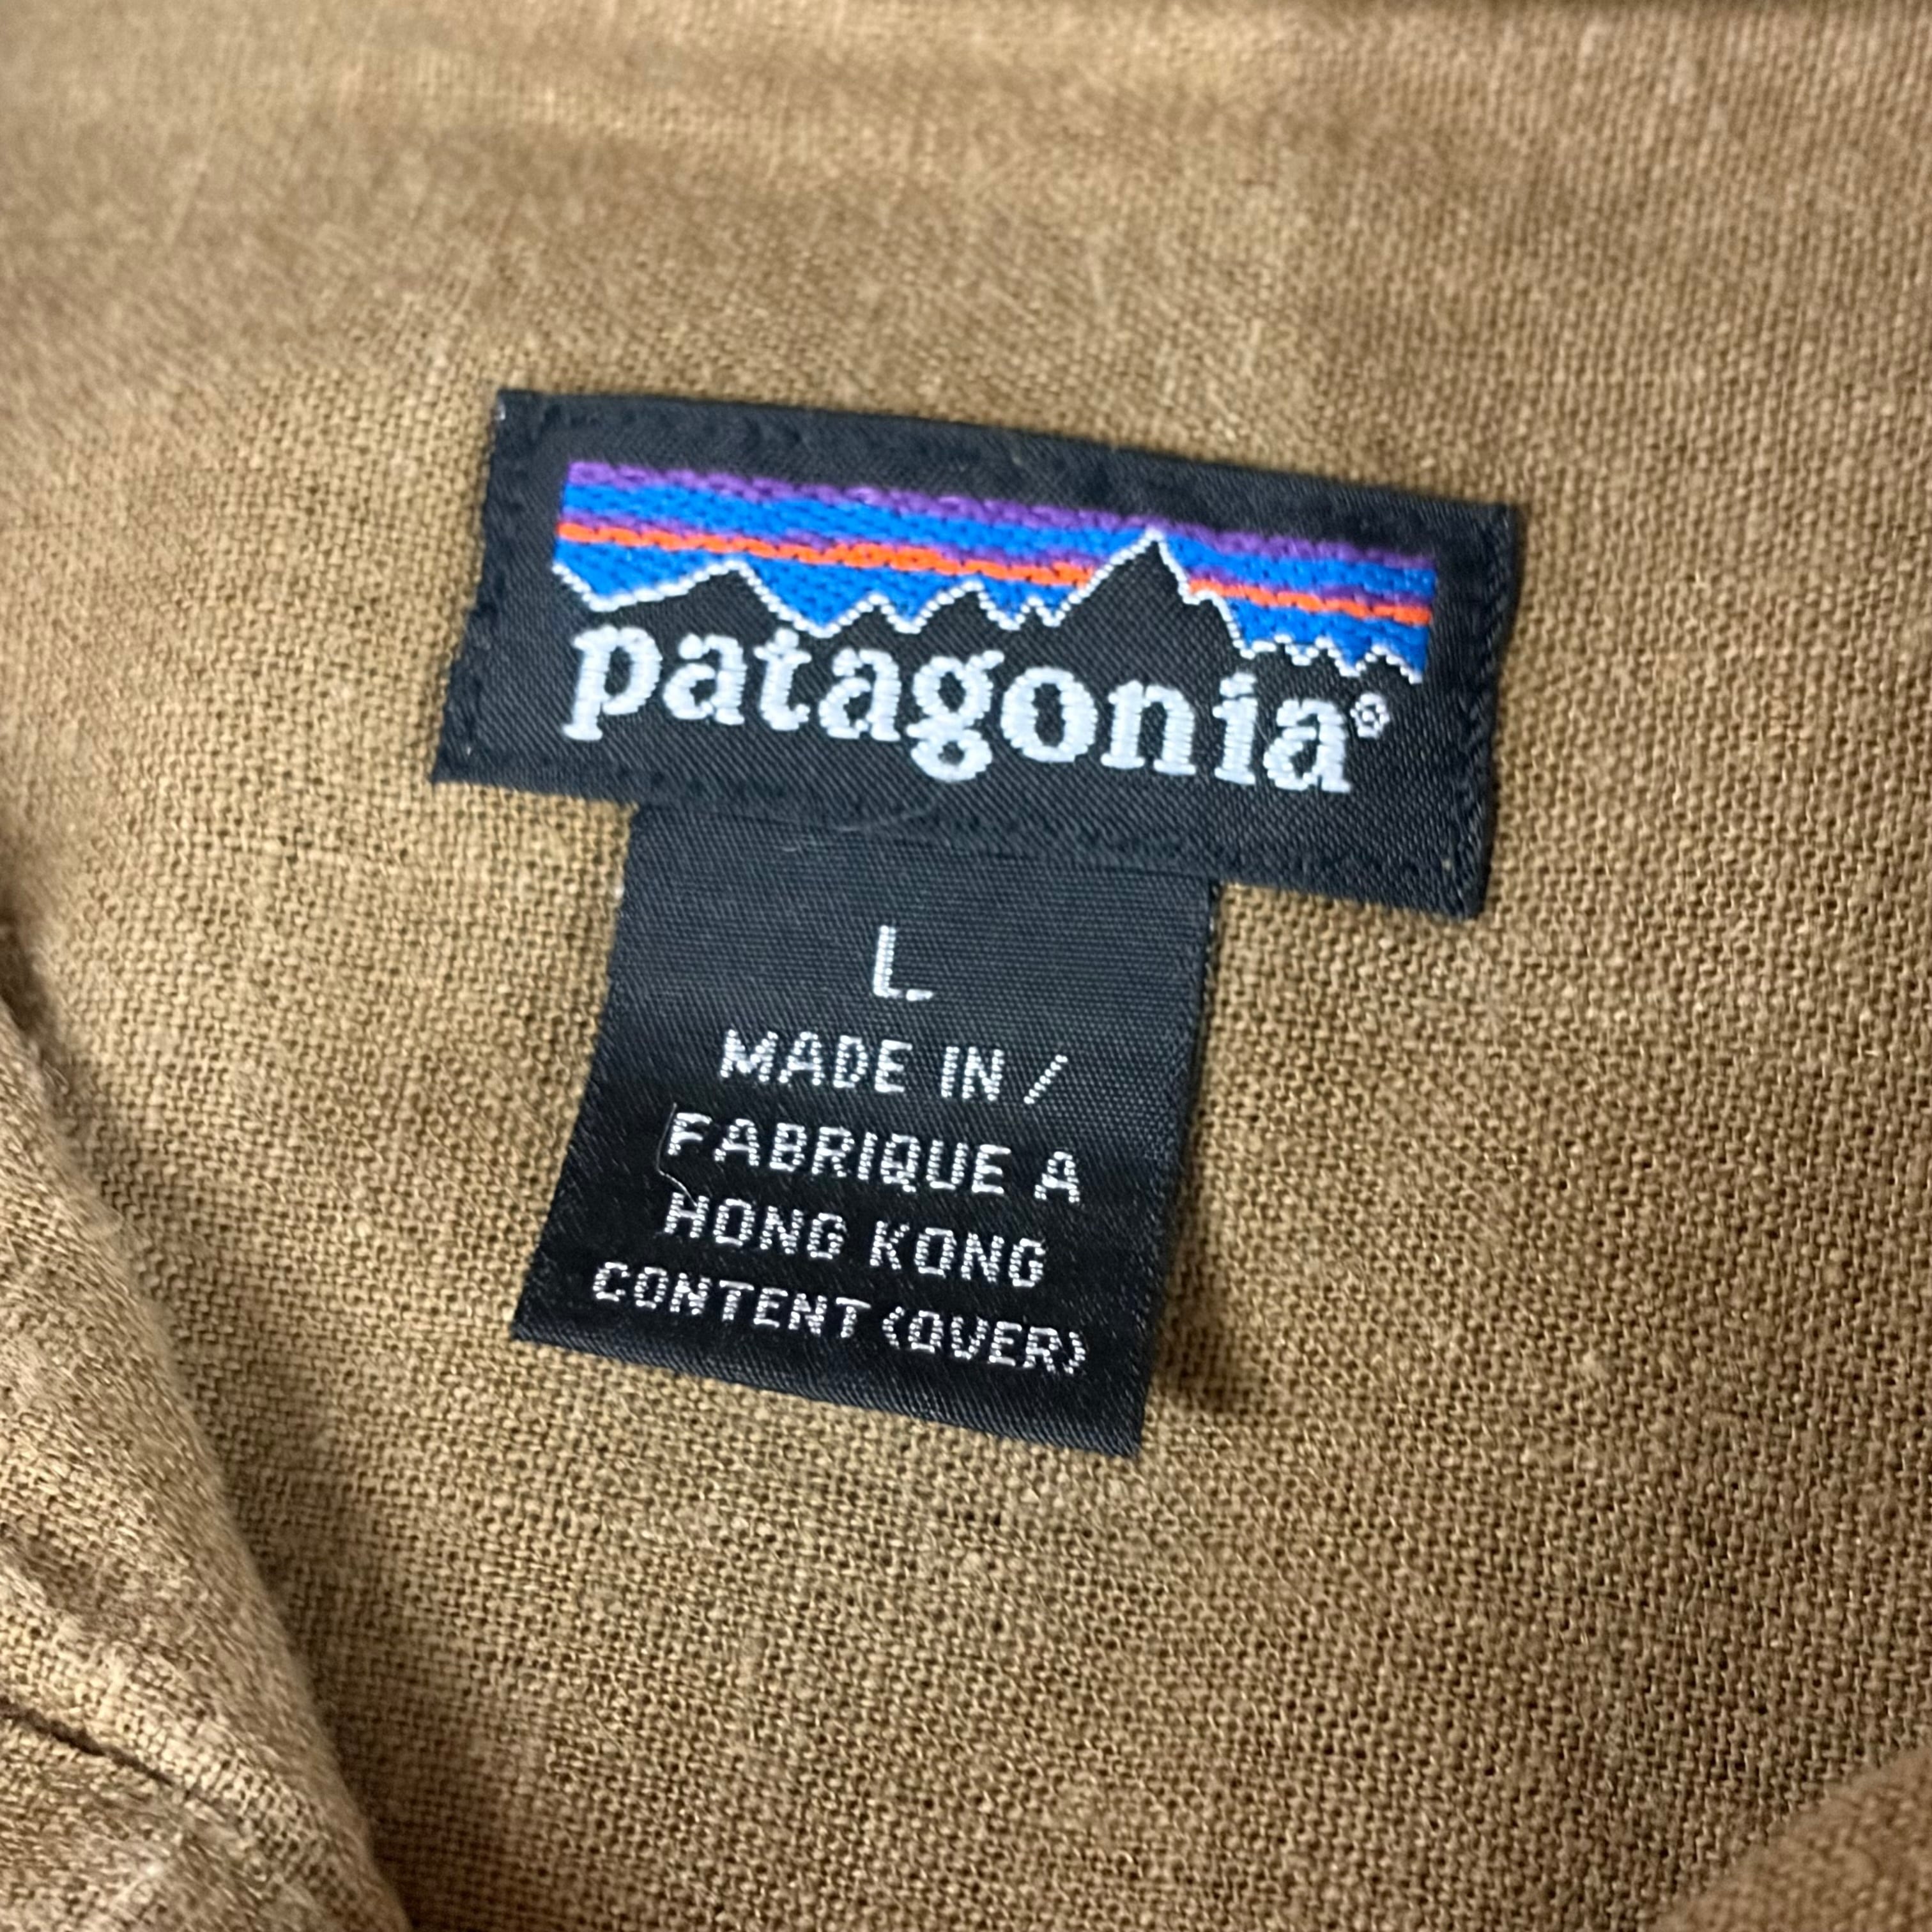 patagonia®
L
MADE IN /
FABRIQUE A
HONG KONG
CONTENT (OVER)